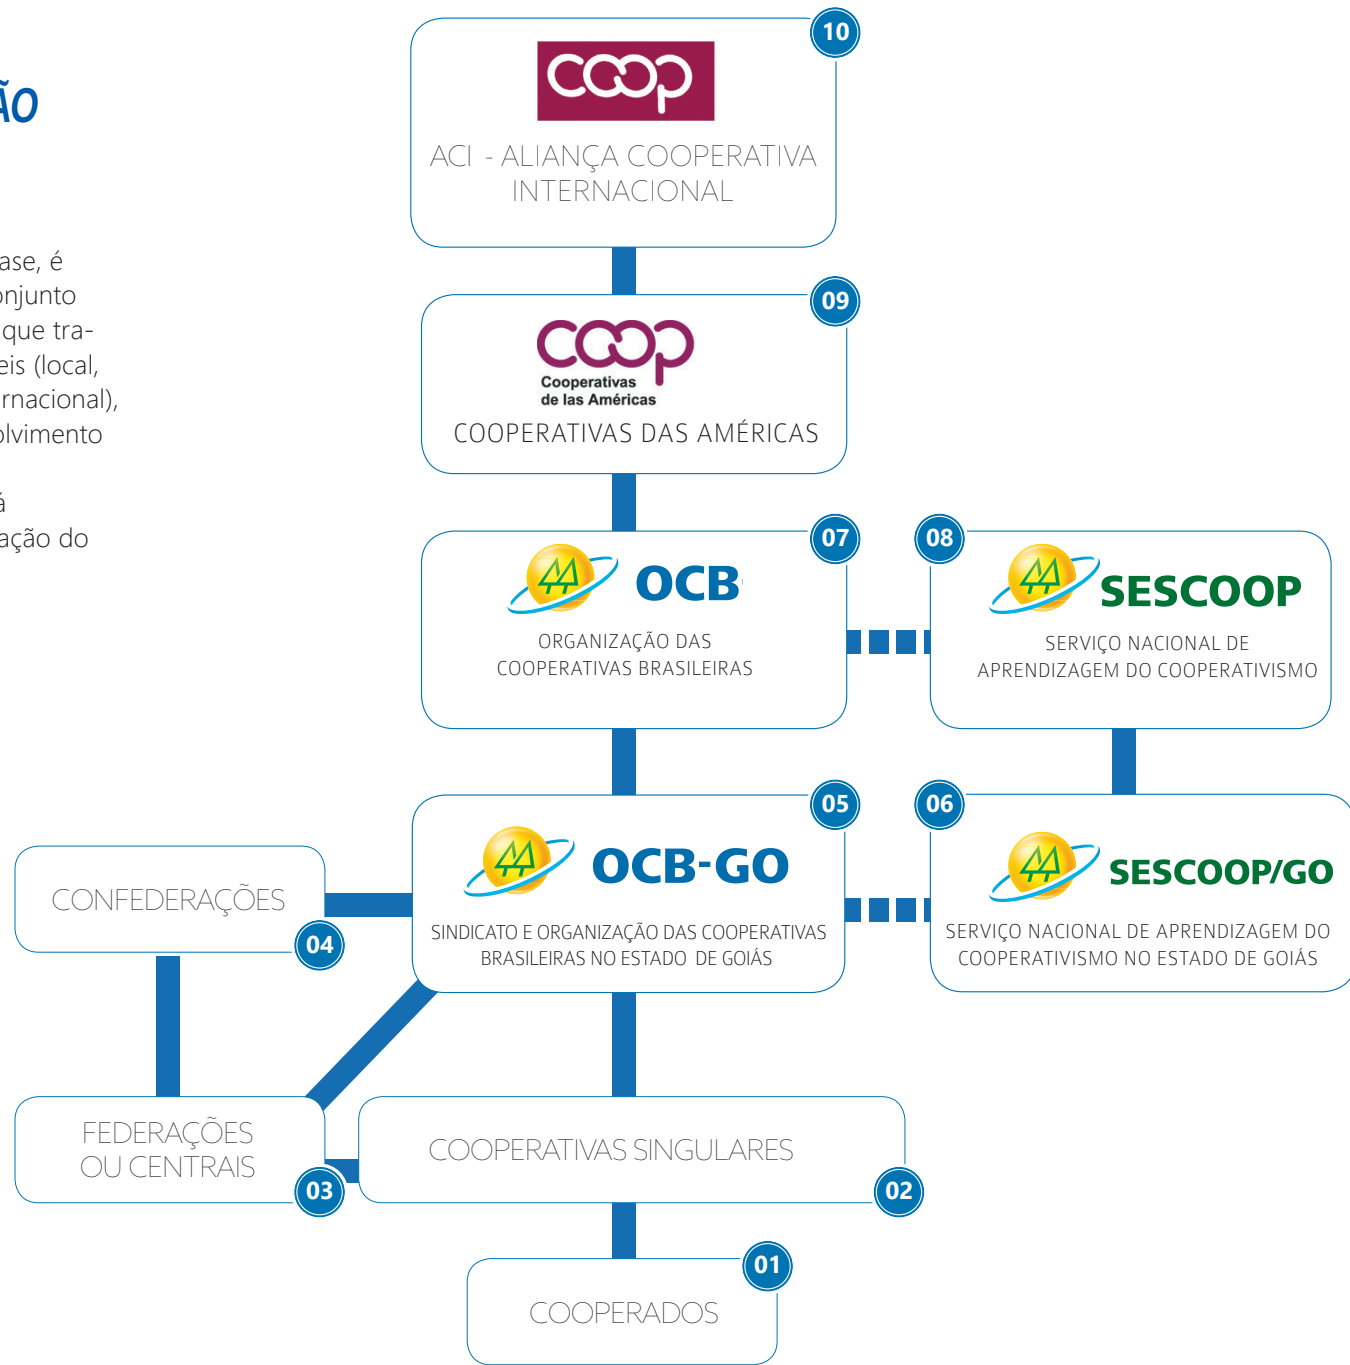 ÃO
ase, é
onjunto
que tra-
eis (local,
rnacional),
olvimento
á
ação do
10
coop
ACI - ALIANÇA COOPERATIVA
INTERNACIONAL
09
coop
Cooperativas
de las Américas
COOPERATIVAS DAS AMÉRICAS
07
OCB
ORGANIZAÇÃO DAS
COOPERATIVAS BRASILEIRAS
08
SESCOOP
SERVIÇO NACIONAL DE
APRENDIZAGEM DO COOPERATIVISMO
05
OCB-GO
SINDICATO E ORGANIZAÇÃO DAS COOPERATIVAS
BRASILEIRAS NO ESTADO DE GOIÁS
06
SESCOOP/GO
SERVIÇO NACIONAL DE APRENDIZAGEM DO
COOPERATIVISMO NO ESTADO DE GOIÁS
CONFEDERAÇÕES
04
FEDERAÇÕES
OU CENTRAIS
03
COOPERATIVAS SINGULARES
02
01
COOPERADOS